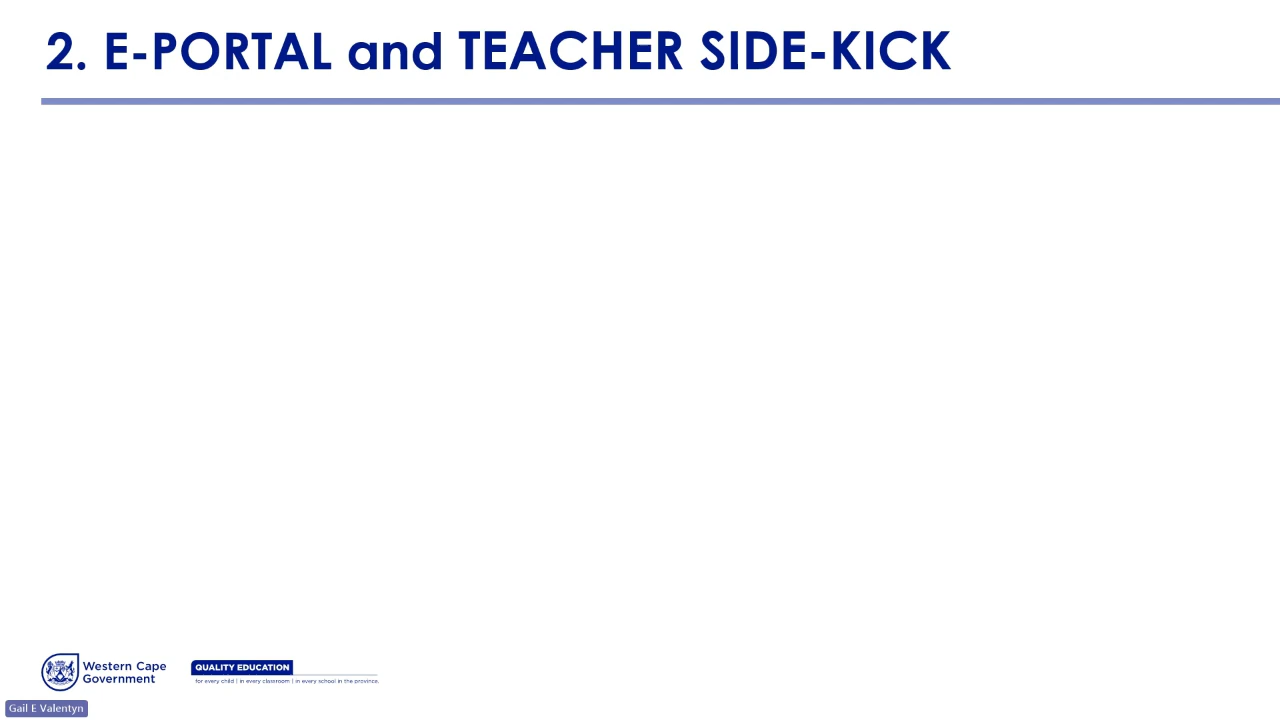 2. E-PORTAL and TEACHER SIDE-KICK
Western Cape
Government
QUALITY EDUCATION
for every child | in every classroom | in every school in the province.
Gail E Valentyn